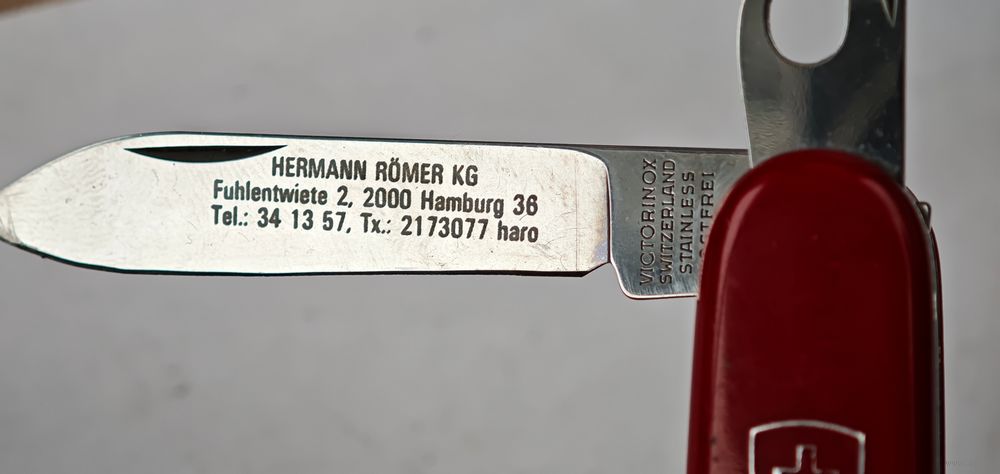 HERMANN RÖMER KG
Fuhlentwiete 2, 2000 Hamburg 36
Tel.: 34 13 57, Tx.: 2173077 haro
VICTORINOX
SWITZERLAND
STAINLESS